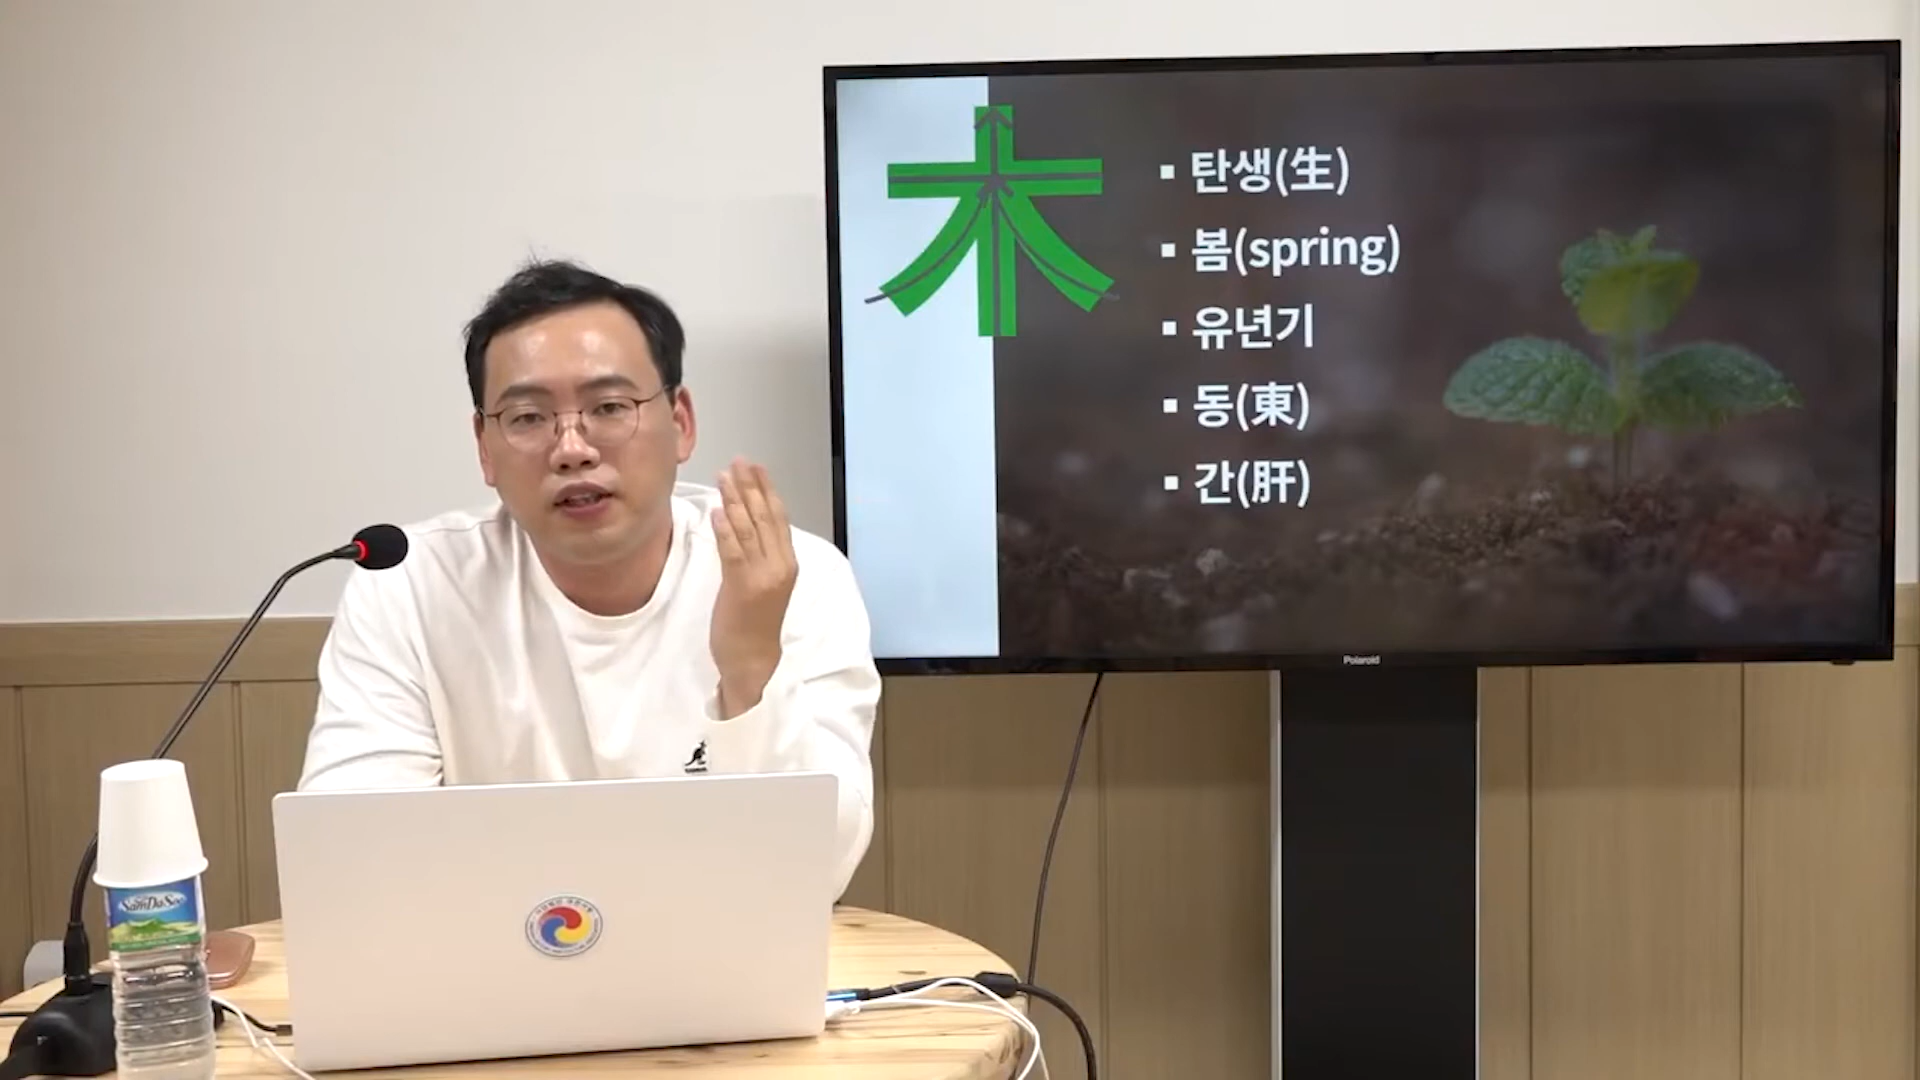 木
▪ 탄생(生)
▪ 봄(spring)
▪ 유년기
▪ 동(東)
▪ 간(肝)
Polaroid
SamDaSoo